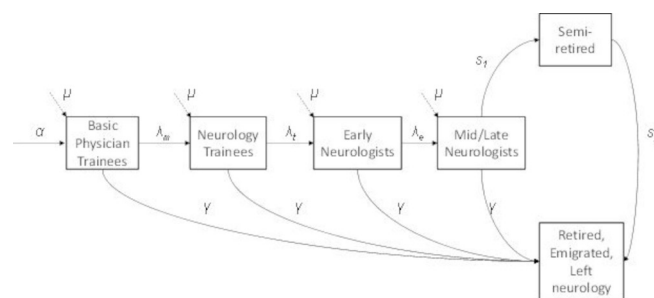 Semi-
retired
S1
μ
μ
μ
μ
α
Basic
Physician
Trainees
λm
Neurology
Trainees
λt
Early
Neurologists
λe
Mid/Late
Neurologists
S
γ
γ
γ
γ
Retired,
Emigrated,
Left
neurology